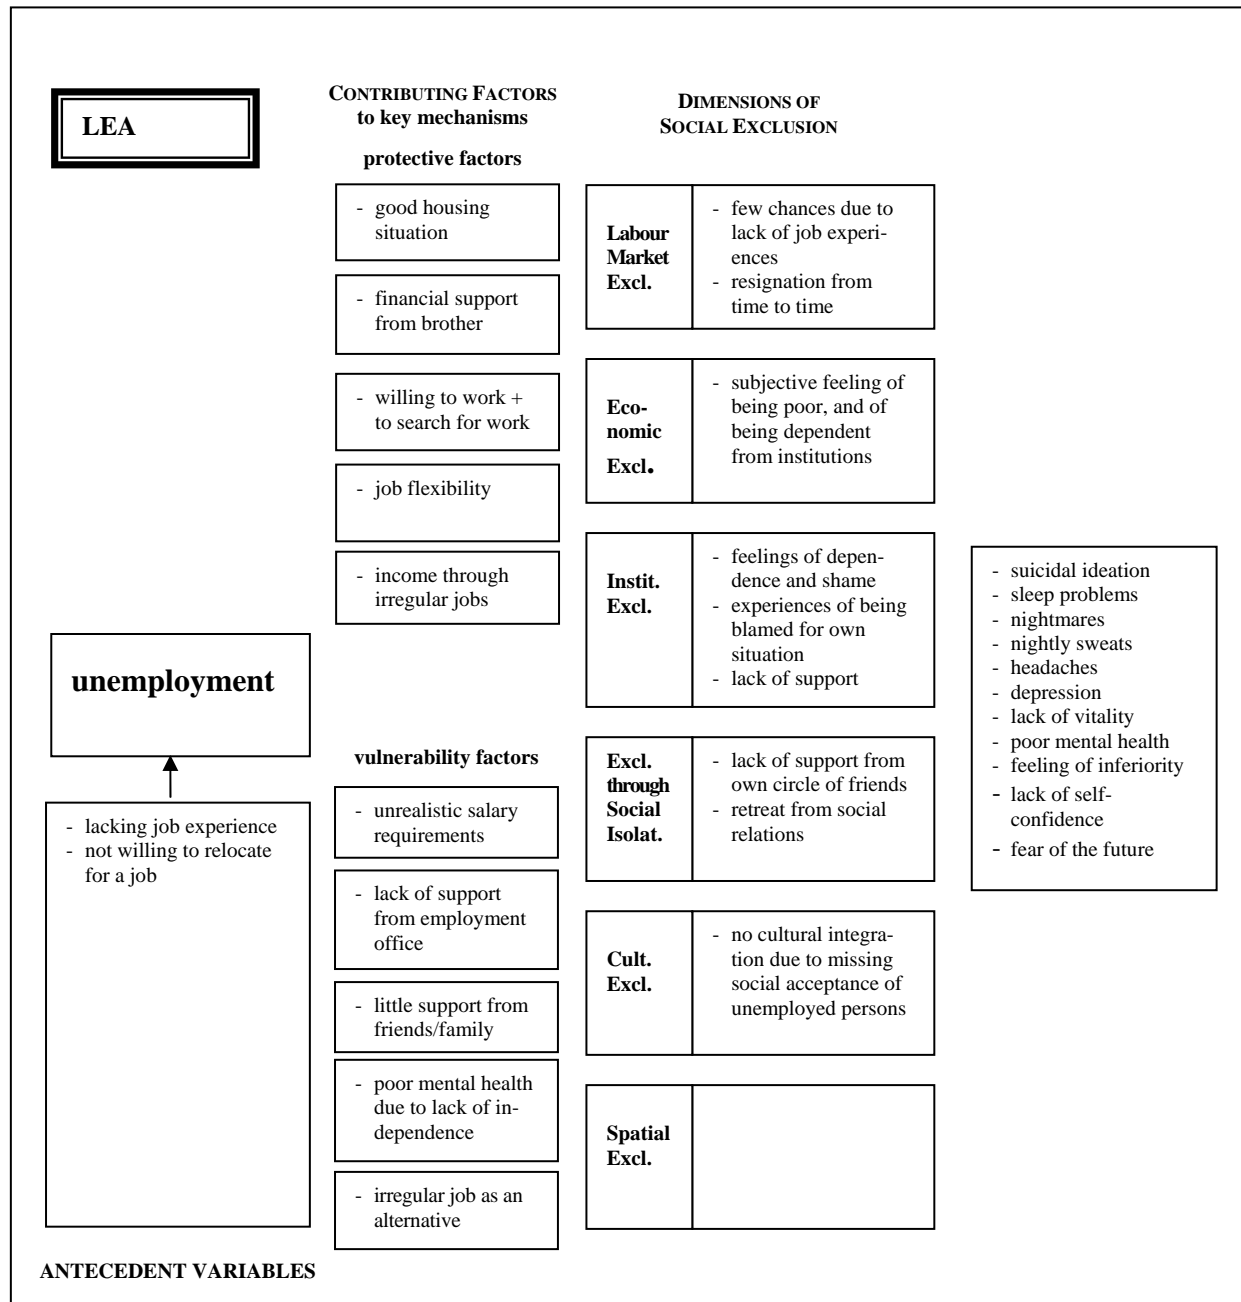 LEA
CONTRIBUTING FACTORS
to key mechanisms
protective factors
- good housing
situation
- financial support
from brother
- willing to work +
to search for work
- job flexibility
- income through
irregular jobs
unemployment
- lacking job experience
- not willing to relocate
for a job
ANTECEDENT VARIABLES
vulnerability factors
- unrealistic salary
requirements
- lack of support
from employment
office
- little support from
friends/family
- poor mental health
due to lack of in-
dependence
- irregular job as an
alternative
DIMENSIONS OF
SOCIAL EXCLUSION
Labour
Market
Excl.
- few chances due to
lack of job experi-
ences
- resignation from
time to time
Eco-
nomic
Excl.
- subjective feeling of
being poor, and of
being dependent
from institutions
Instit.
Excl.
- feelings of depen-
dence and shame
- experiences of being
blamed for own
situation
- lack of support
Excl.
through
Social
Isolat.
- lack of support from
own circle of friends
- retreat from social
relations
Cult.
Excl.
- no cultural integra-
tion due to missing
social acceptance of
unemployed persons
Spatial
Excl.
- suicidal ideation
- sleep problems
- nightmares
- nightly sweats
- headaches
- depression
- lack of vitality
- poor mental health
- feeling of inferiority
- lack of self-
confidence
- fear of the future